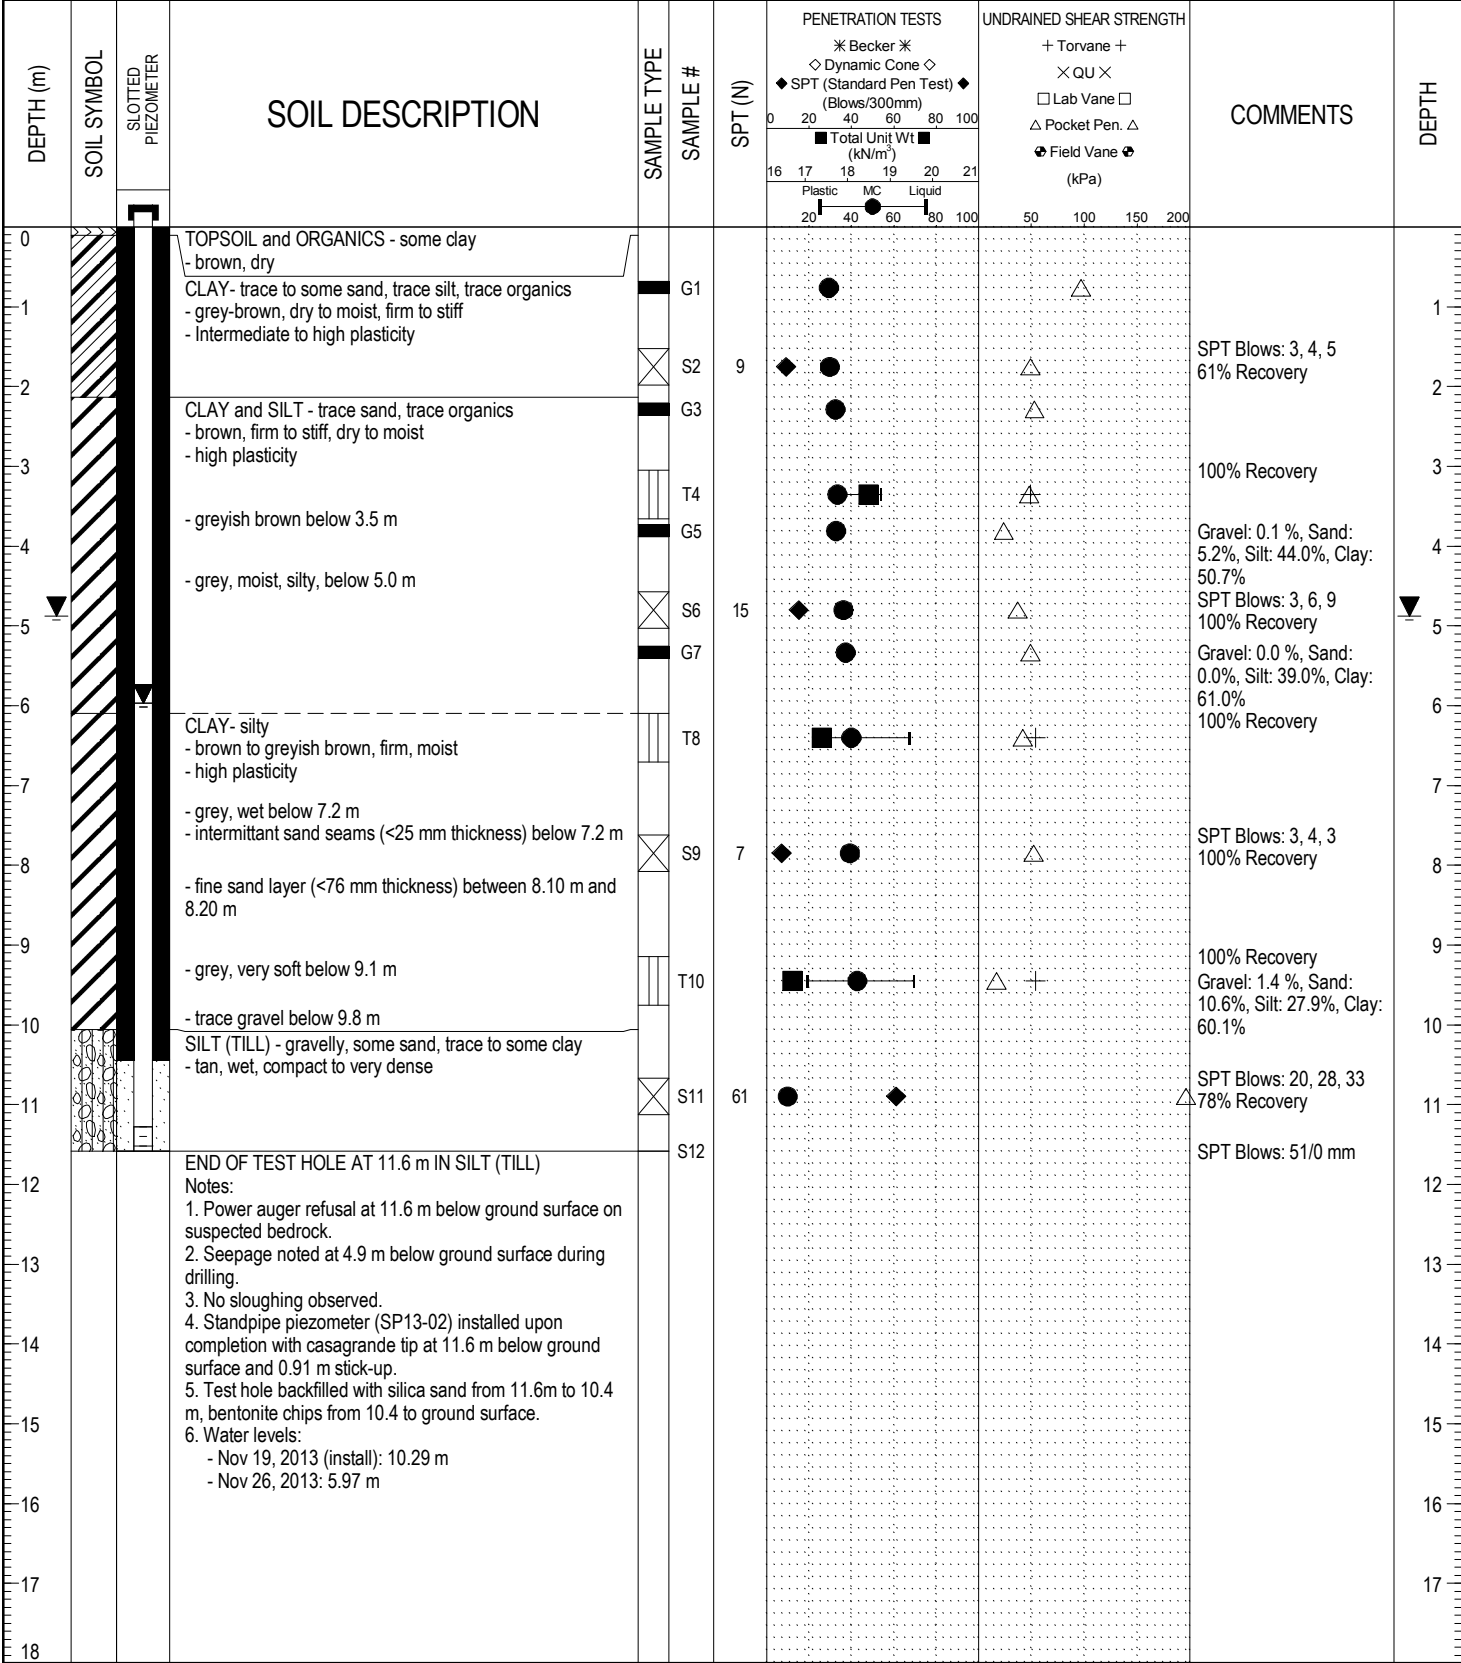 DEPTH (m)
SOIL SYMBOL
SLOTTED
PIEZOMETER
SOIL DESCRIPTION
SAMPLE TYPE
SAMPLE #
SPT (N)
PENETRATION TESTS
✳ Becker ✳
◇ Dynamic Cone ◇
◆ SPT (Standard Pen Test) ◆
(Blows/300mm)
0 20 40 60 80 100
■ Total Unit Wt ■
(kN/m³)
16 17 18 19 20 21
Plastic MC Liquid
20 40 60 80 100
UNDRAINED SHEAR STRENGTH
+ Torvane +
× QU ×
□ Lab Vane □
△ Pocket Pen. △
Field Vane
(kPa)
50 100 150 200
COMMENTS
DEPTH
0
1
2
3
4
5
6
7
8
9
10
11
12
13
14
15
16
17
18
TOPSOIL and ORGANICS - some clay
- brown, dry
CLAY- trace to some sand, trace silt, trace organics
- grey-brown, dry to moist, firm to stiff
- Intermediate to high plasticity
CLAY and SILT - trace sand, trace organics
- brown, firm to stiff, dry to moist
- high plasticity
- greyish brown below 3.5 m
- grey, moist, silty, below 5.0 m
CLAY- silty
- brown to greyish brown, firm, moist
- high plasticity
- grey, wet below 7.2 m
- intermittant sand seams (<25 mm thickness) below 7.2 m
- fine sand layer (<76 mm thickness) between 8.10 m and
8.20 m
- grey, very soft below 9.1 m
- trace gravel below 9.8 m
SILT (TILL) - gravelly, some sand, trace to some clay
- tan, wet, compact to very dense
END OF TEST HOLE AT 11.6 m IN SILT (TILL)
Notes:
1. Power auger refusal at 11.6 m below ground surface on
suspected bedrock.
2. Seepage noted at 4.9 m below ground surface during
drilling.
3. No sloughing observed.
4. Standpipe piezometer (SP13-02) installed upon
completion with casagrande tip at 11.6 m below ground
surface and 0.91 m stick-up.
5. Test hole backfilled with silica sand from 11.6m to 10.4
m, bentonite chips from 10.4 to ground surface.
6. Water levels:
- Nov 19, 2013 (install): 10.29 m
- Nov 26, 2013: 5.97 m
G1
S2
G3
T4
G5
S6
G7
T8
S9
T10
S11
S12
9
15
7
61
SPT Blows: 3, 4, 5
61% Recovery
100% Recovery
Gravel: 0.1 %, Sand:
5.2%, Silt: 44.0%, Clay:
50.7%
SPT Blows: 3, 6, 9
100% Recovery
Gravel: 0.0 %, Sand:
0.0%, Silt: 39.0%, Clay:
61.0%
100% Recovery
SPT Blows: 3, 4, 3
100% Recovery
100% Recovery
Gravel: 1.4 %, Sand:
10.6%, Silt: 27.9%, Clay:
60.1%
SPT Blows: 20, 28, 33
78% Recovery
SPT Blows: 51/0 mm
1
2
3
4
5
6
7
8
9
10
11
12
13
14
15
16
17